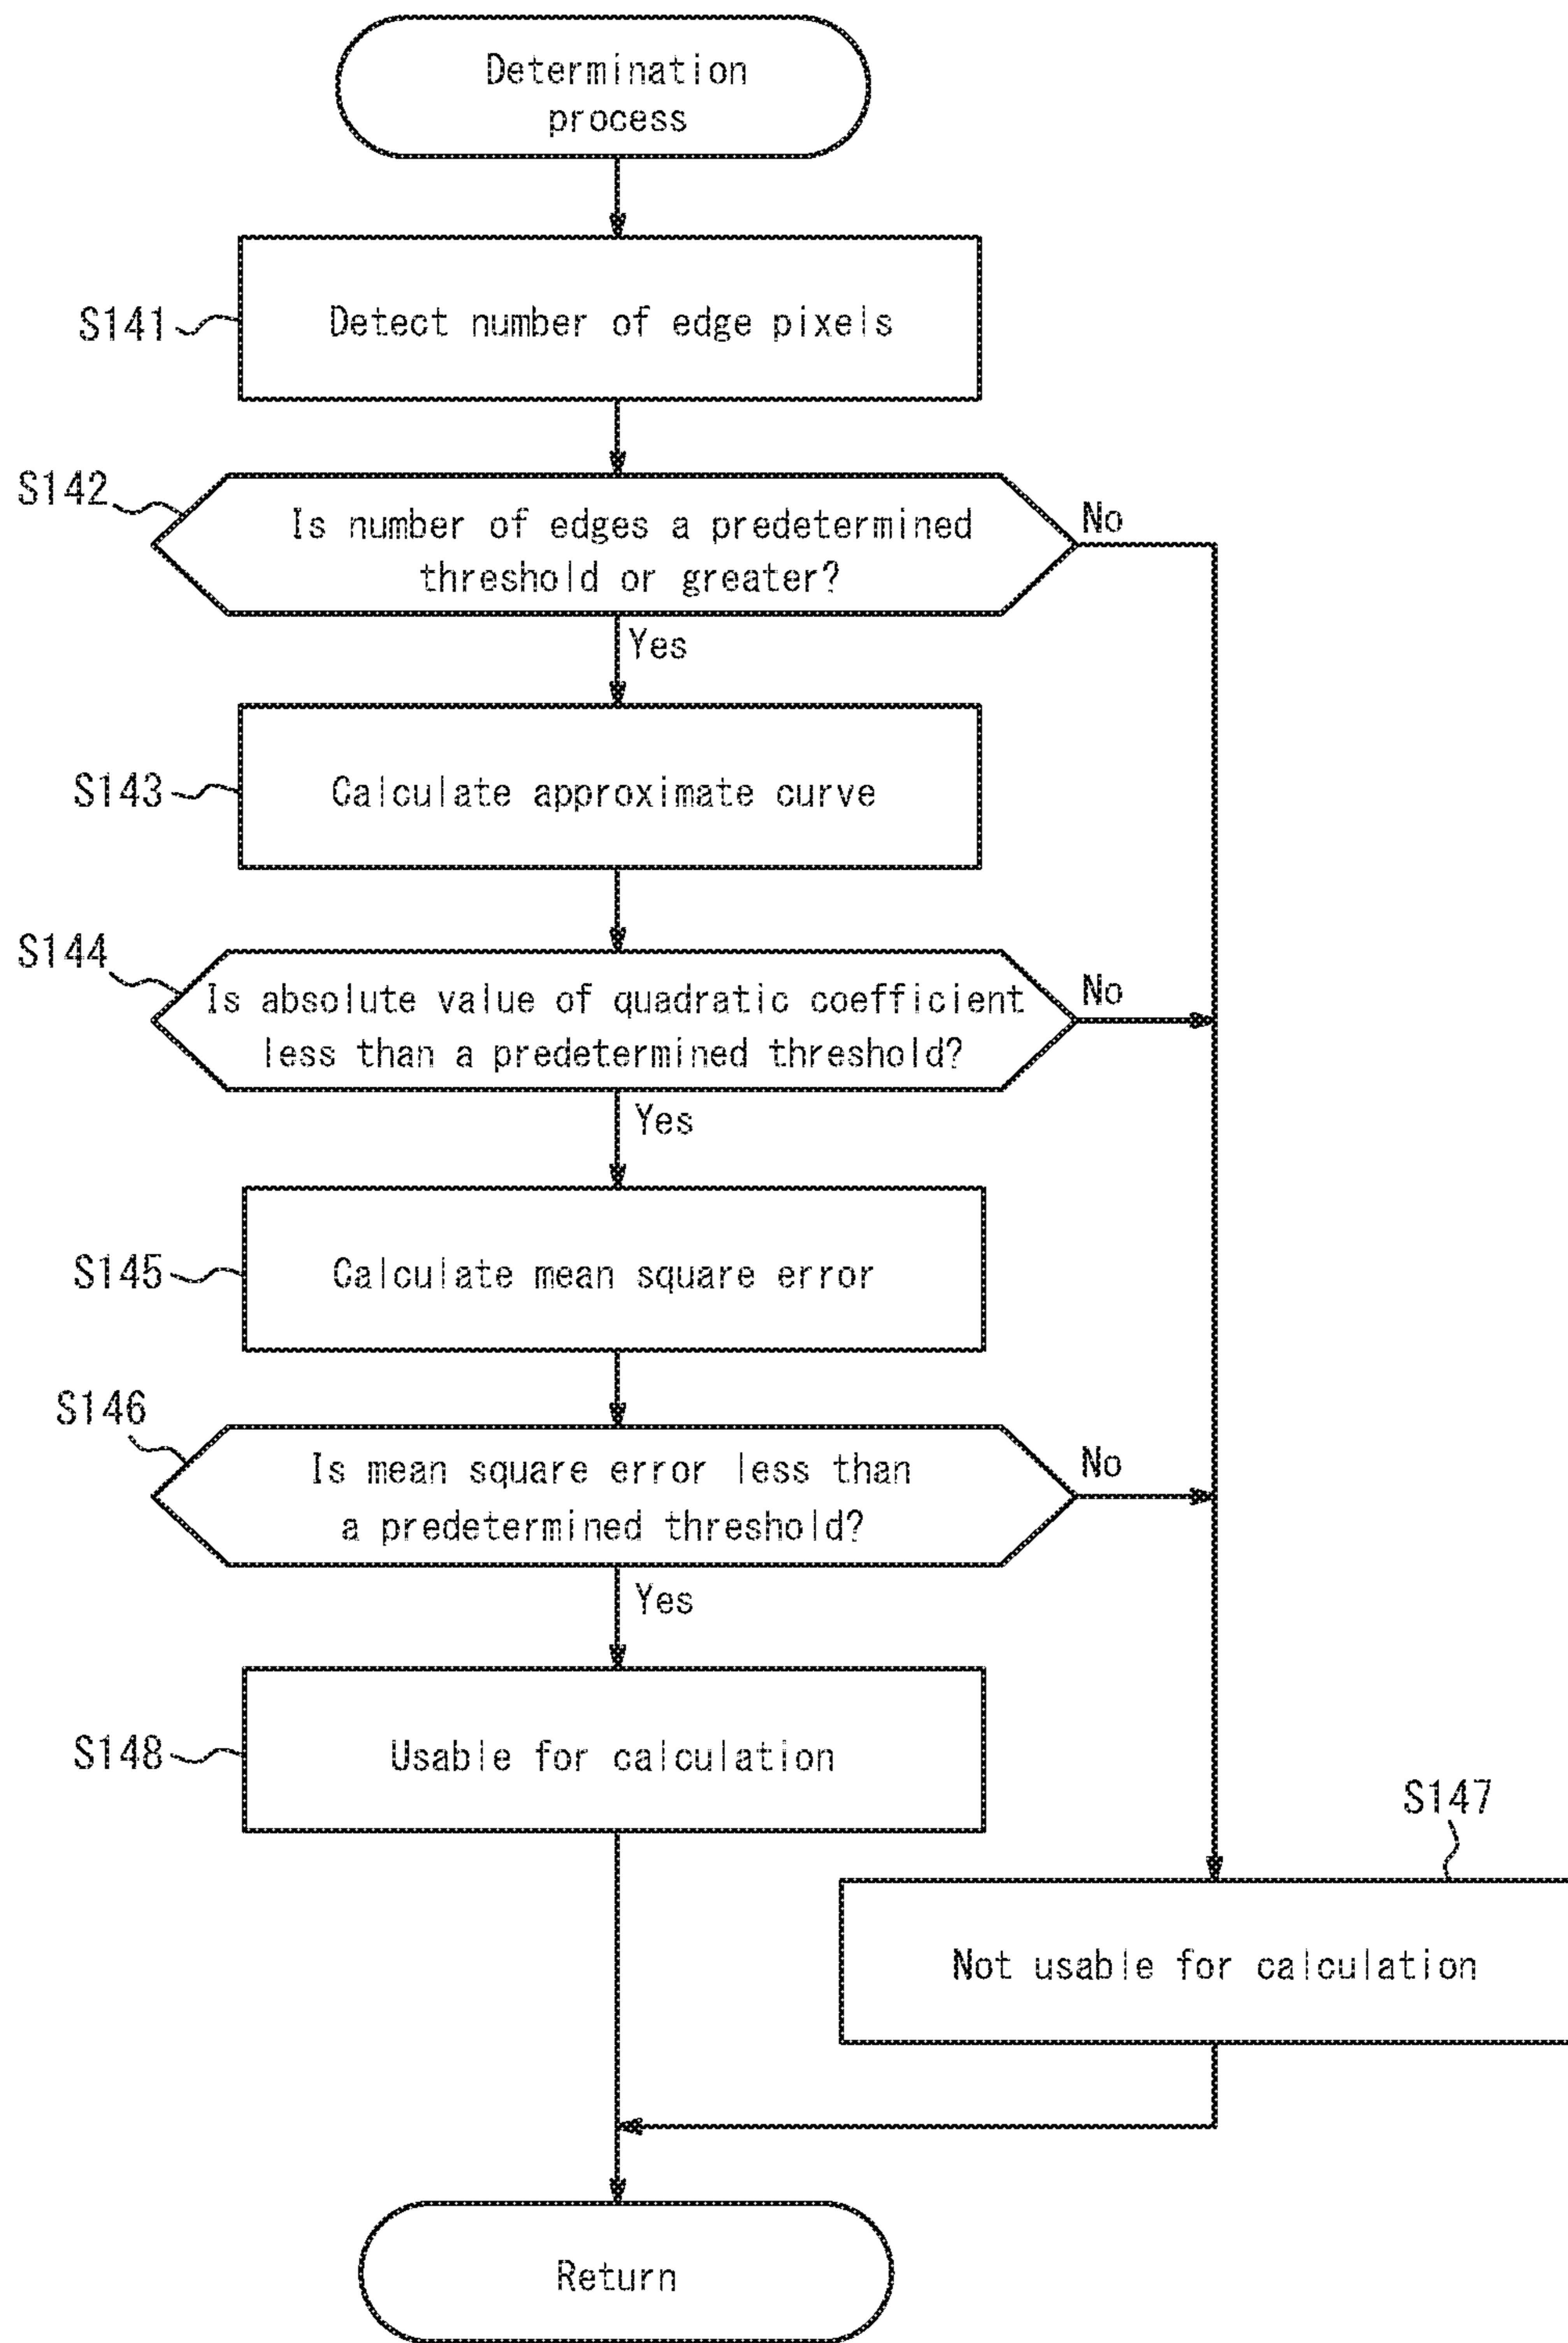 Determination
process
S141
Detect number of edge pixels
S142
Is number of edges a predetermined
threshold or greater?
No
Yes
S143
Calculate approximate curve
S144
Is absolute value of quadratic coefficient
less than a predetermined threshold?
No
Yes
S145
Calculate mean square error
S146
Is mean square error less than
a predetermined threshold?
No
Yes
S148
Usable for calculation
S147
Not usable for calculation
Return